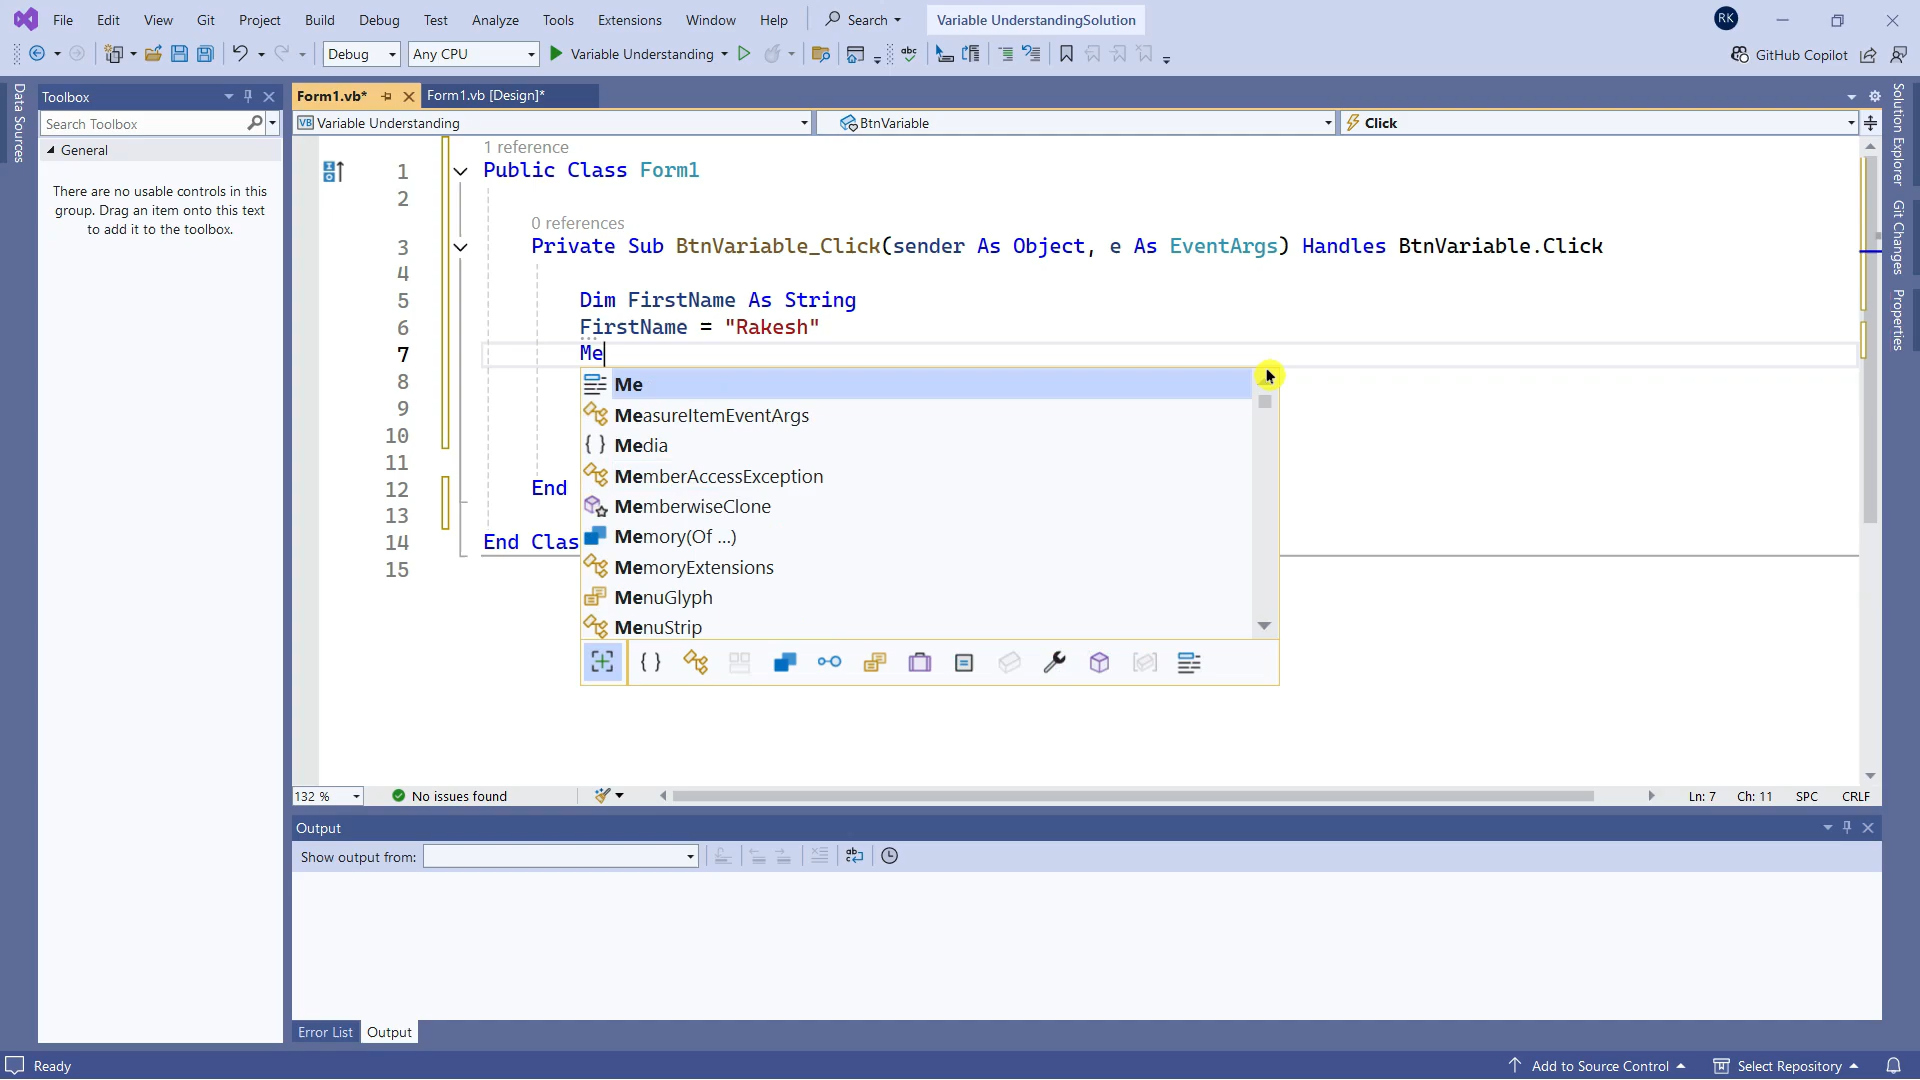 File Edit View Git Project Build Debug Test Analyze Tools Extensions Window Help Search Variable UnderstandingSolution RK
Debug Any CPU Variable Understanding GitHub Copilot
Data Sources
Toolbox
Search Toolbox
General
There are no usable controls in this
group. Drag an item onto this text
to add it to the toolbox.
Form1.vb* Form1.vb [Design]*
VB Variable Understanding BtnVariable Click
1 reference
1 Public Class Form1
2
0 references
3 Private Sub BtnVariable_Click(sender As Object, e As EventArgs) Handles BtnVariable.Click
4
5 Dim FirstName As String
6 FirstName = "Rakesh"
7 Me
8 Me
9 MeasureItemEventArgs
10 Media
11 MemberAccessException
12 End MemberwiseClone
13 Memory(Of ...)
14 End Clas
15 MemoryExtensions
MenuGlyph
MenuStrip
132 % No issues found Ln: 7 Ch: 11 SPC CRLF
Output
Show output from:
Error List Output
Solution Explorer
Git Changes
Properties
Ready Add to Source Control Select Repository